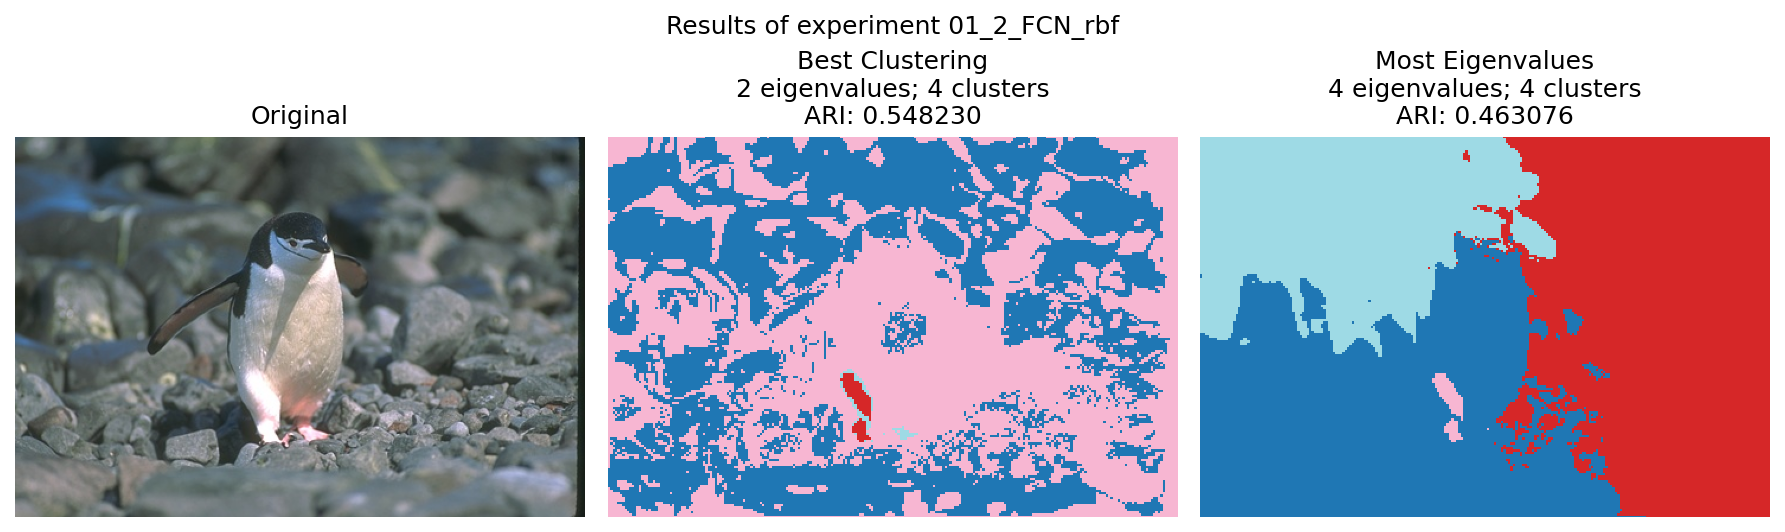 Results of experiment 01_2_FCN_rbf
Original
Best Clustering
2 eigenvalues; 4 clusters
ARI: 0.548230
Most Eigenvalues
4 eigenvalues; 4 clusters
ARI: 0.463076